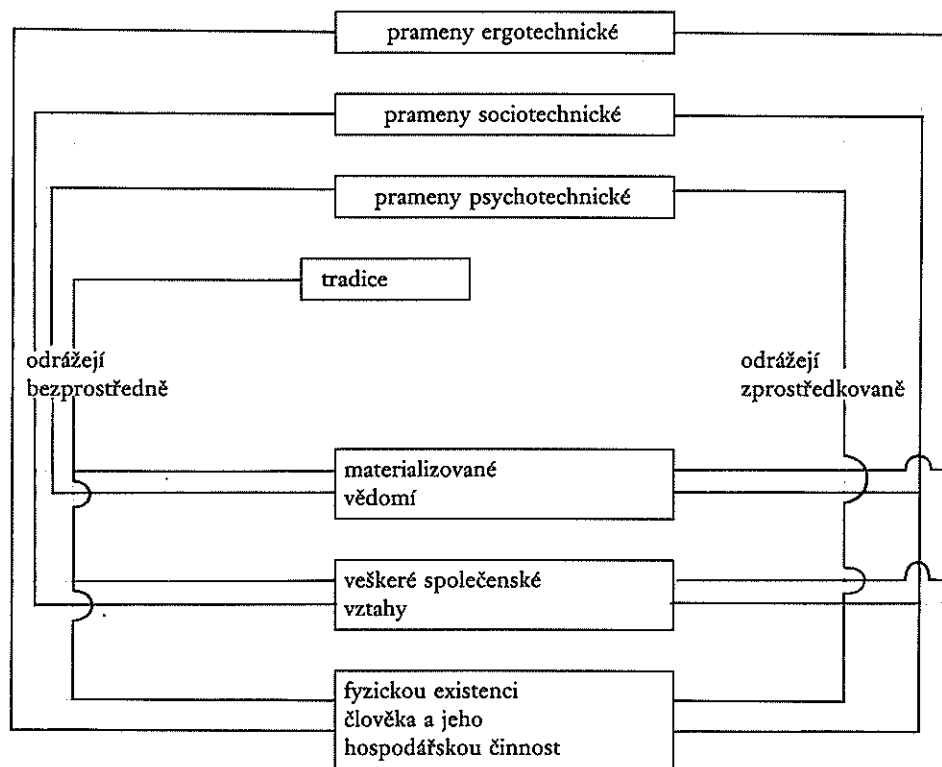 prameny ergotechnické
prameny sociotechnické
prameny psychotechnické
tradice
odrážejí
bezprostředně
odrážejí
zprostředkovaně
materializované
vědomí
veškeré společenské
vztahy
fyzickou existenci
člověka a jeho
hospodářskou činnost